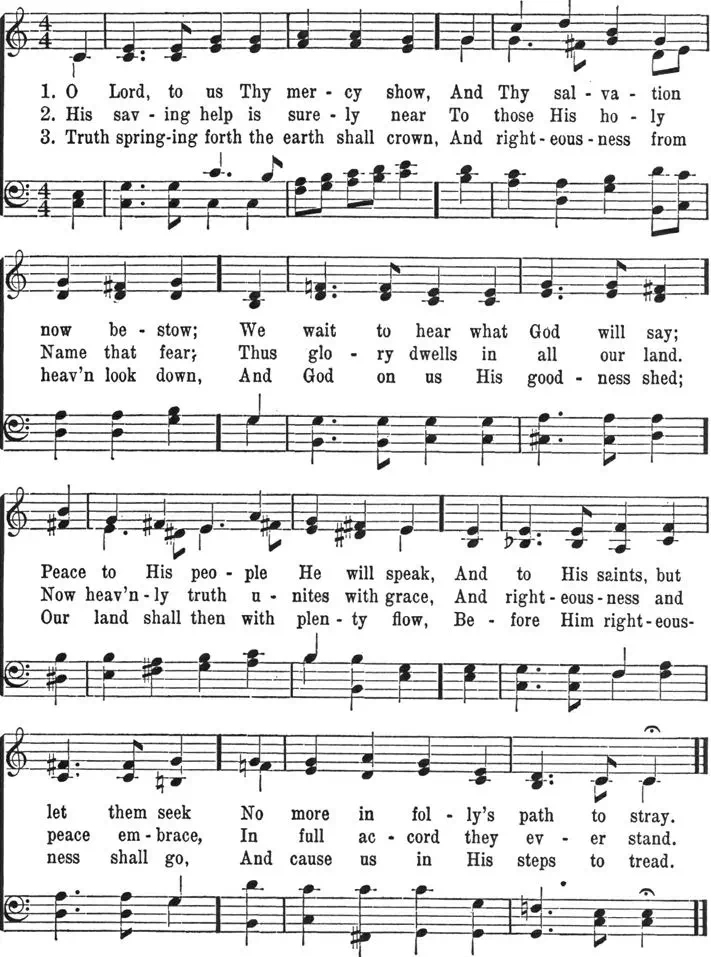 1. O Lord, to us Thy mer - cy show, And Thy sal - va - tion
2. His sav - ing help is sure - ly near To those His ho - ly
3. Truth spring-ing forth the earth shall crown, And right-eous-ness from
now be - stow; We wait to hear what God will say;
Name that fear; Thus glo - ry dwells in all our land.
heav'n look down, And God on us His good - ness shed;
Peace to His peo - ple He will speak, And to His saints, but
Now heav'n-ly truth u - nites with grace, And right-eous-ness and
Our land shall then with plen - ty flow, Be - fore Him right-eous-
let them seek No more in fol - ly's path to stray.
peace em - brace, In full ac - cord they ev - er stand.
ness shall go, And cause us in His steps to tread.